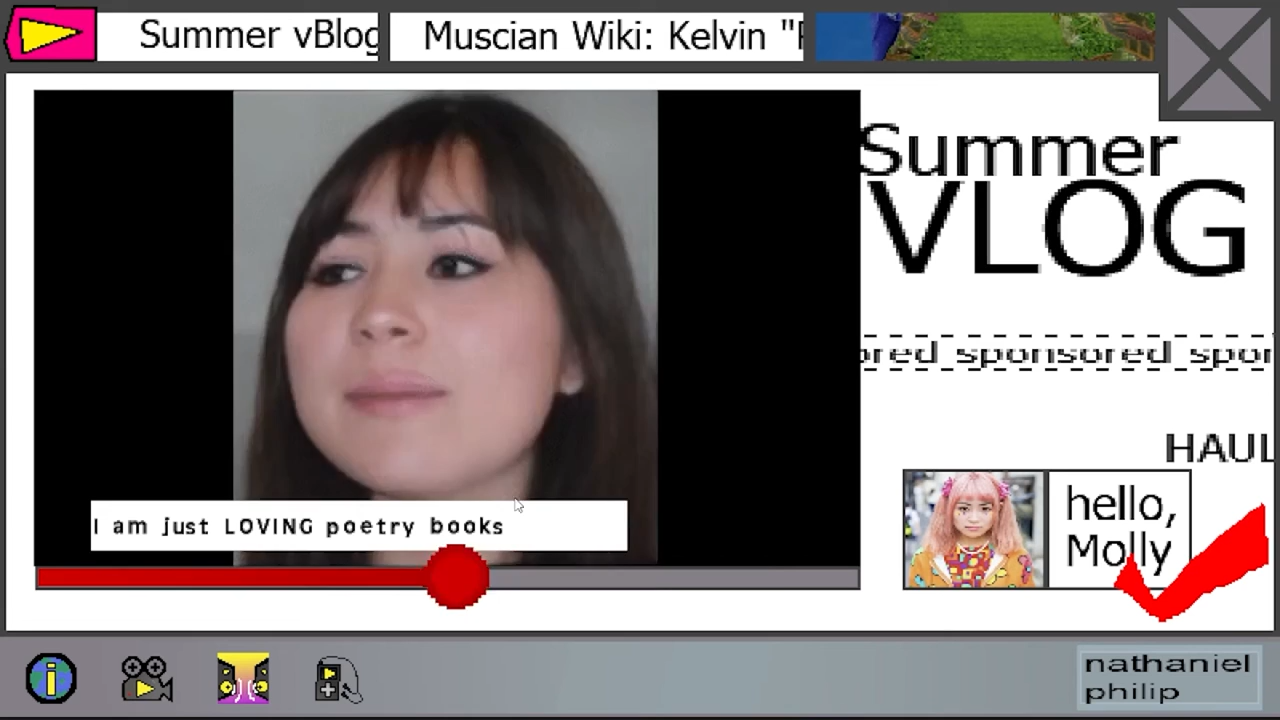 Summer vBlog
Muscian Wiki: Kelvin "
Summer
VLOG
ored_sponsored_spon
HAUL
hello,
Molly
I am just LOVING poetry books
nathaniel
philip